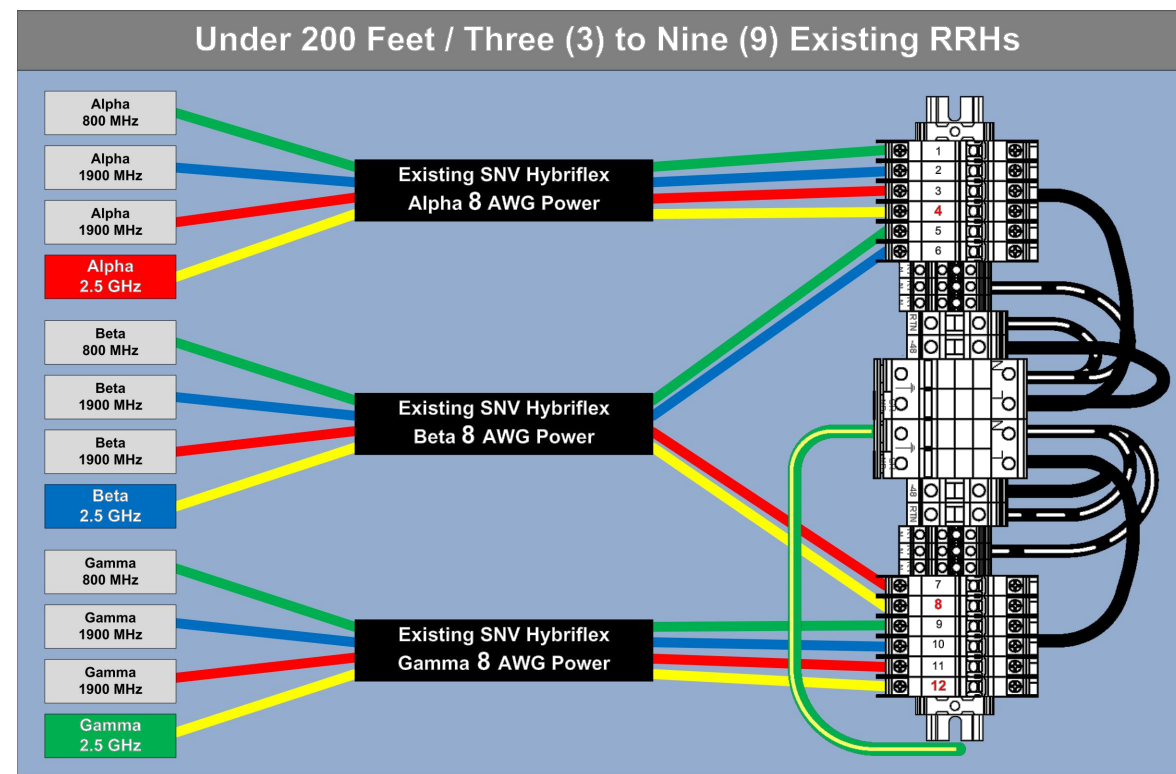 Under 200 Feet / Three (3) to Nine (9) Existing RRHs
Alpha
800 MHz
Alpha
1900 MHz
Alpha
1900 MHz
Alpha
2.5 GHz
Existing SNV Hybriflex
Alpha 8 AWG Power
Beta
800 MHz
Beta
1900 MHz
Beta
1900 MHz
Beta
2.5 GHz
Existing SNV Hybriflex
Beta 8 AWG Power
Gamma
800 MHz
Gamma
1900 MHz
Gamma
1900 MHz
Gamma
2.5 GHz
Existing SNV Hybriflex
Gamma 8 AWG Power
1
2
3
4
5
6
RTN
-48
N
L
N
L
-48
RTN
7
8
9
10
11
12